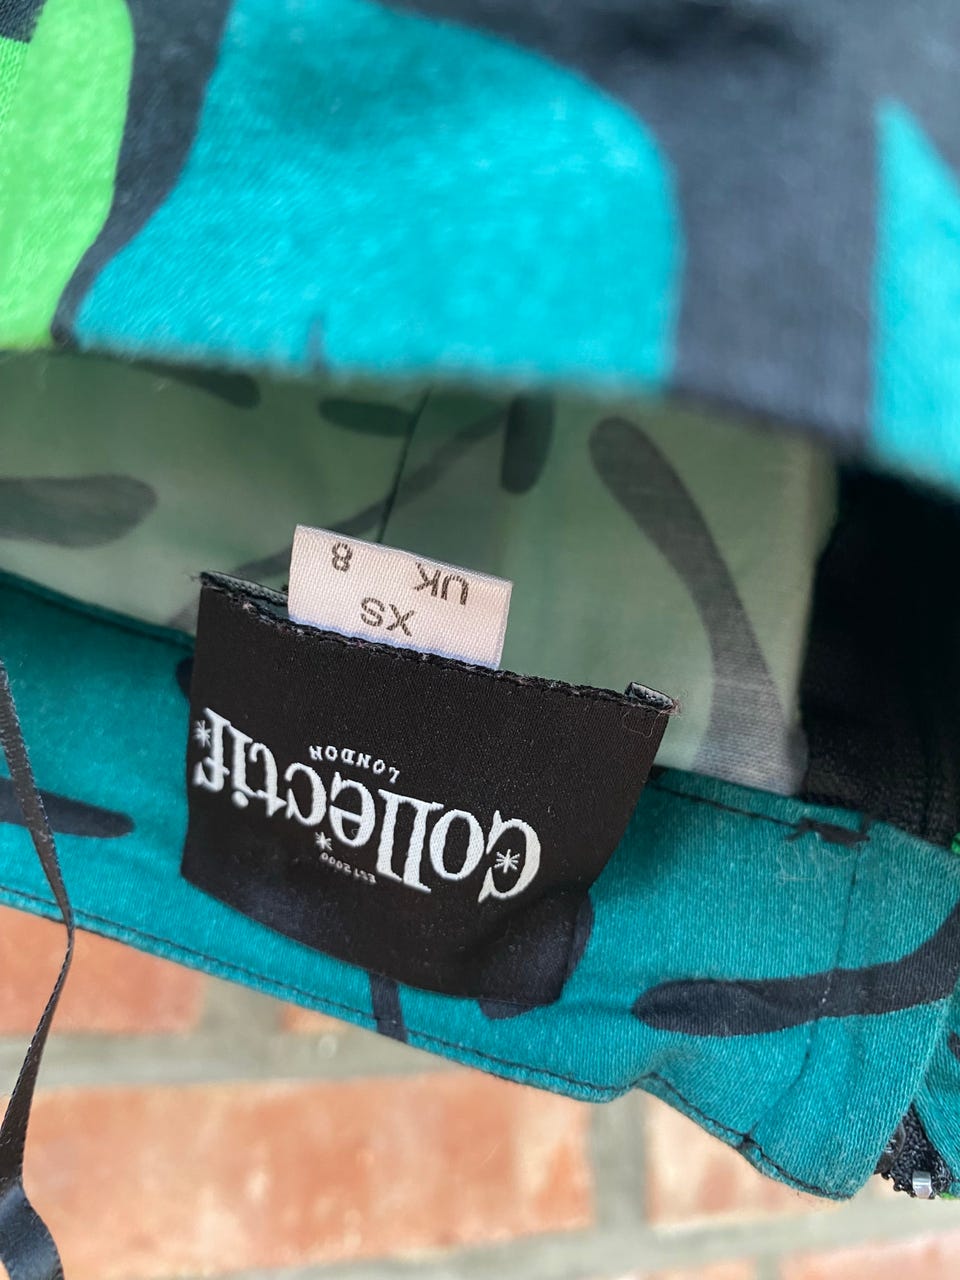 EST 2000
Collectif
LONDON
XS
UK 8